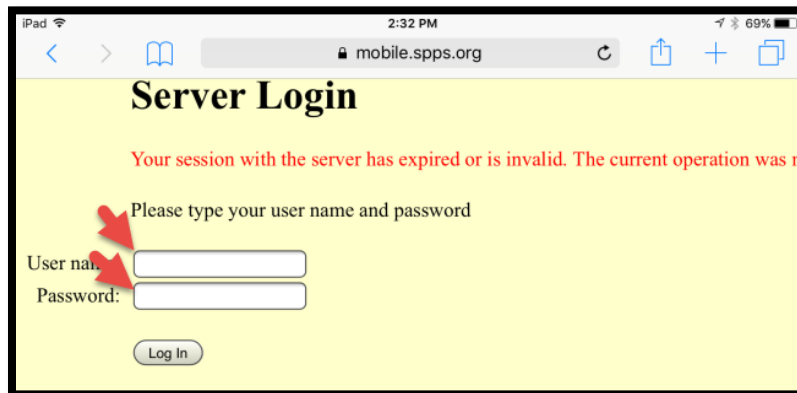 iPad 2:32 PM 69%
mobile.spps.org
Server Login
Your session with the server has expired or is invalid. The current operation was
Please type your user name and password
User
Password:
Log In